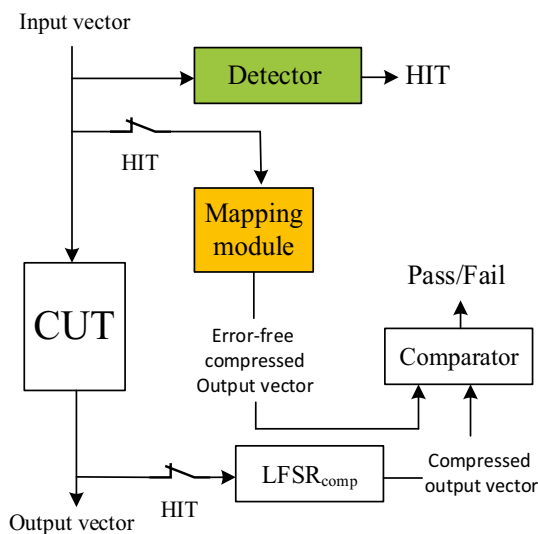 Input vector
Detector
HIT
HIT
Mapping
module
Pass/Fail
CUT
Error-free
compressed
Output vector
Comparator
LFSRcomp
Compressed
output vector
HIT
Output vector